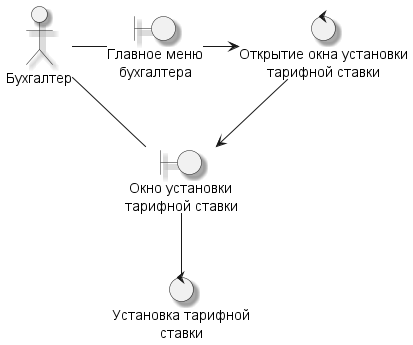 Бухгалтер
Главное меню
бухгалтера
Открытие окна установки
тарифной ставки
Окно установки
тарифной ставки
Установка тарифной
ставки